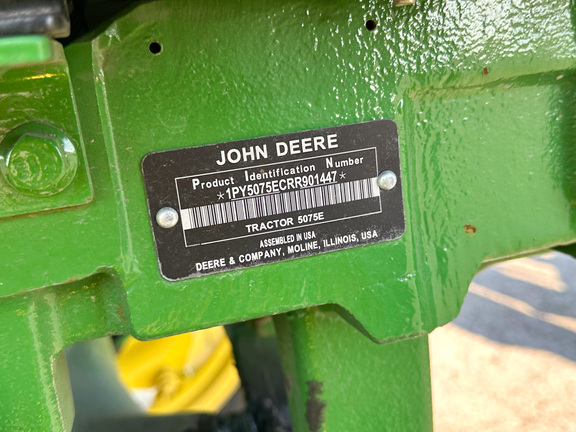 JOHN DEERE
Product Identification Number
*1PY5075ECRR901447*
TRACTOR 5075E
ASSEMBLED IN USA
DEERE & COMPANY, MOLINE, ILLINOIS, USA